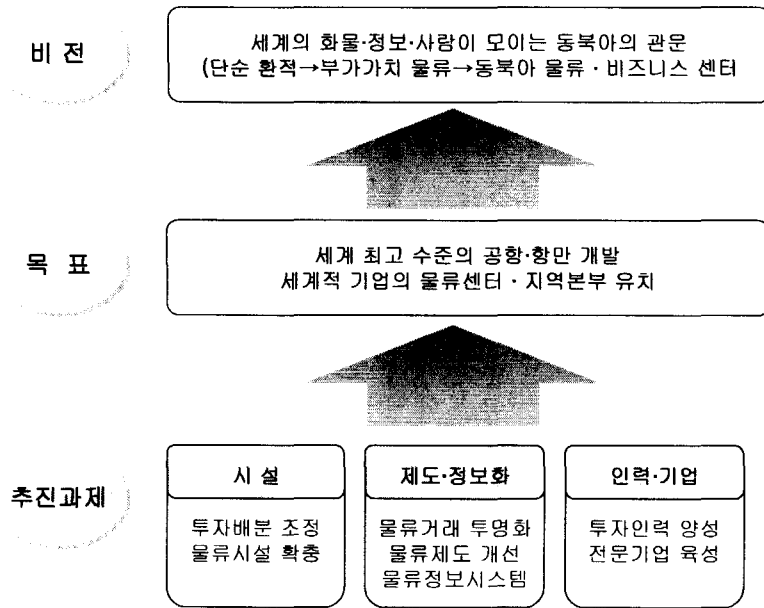 비 전
세계의 화물·정보·사람이 모이는 동북아의 관문
(단순 환적→부가가치 물류→동북아 물류 · 비즈니스 센터
목 표
세계 최고 수준의 공항·항만 개발
세계적 기업의 물류센터 · 지역본부 유치
추진과제
시 설
투자배분 조정
물류시설 확충
제도·정보화
물류거래 투명화
물류제도 개선
물류정보시스템
인력·기업
투자인력 양성
전문기업 육성